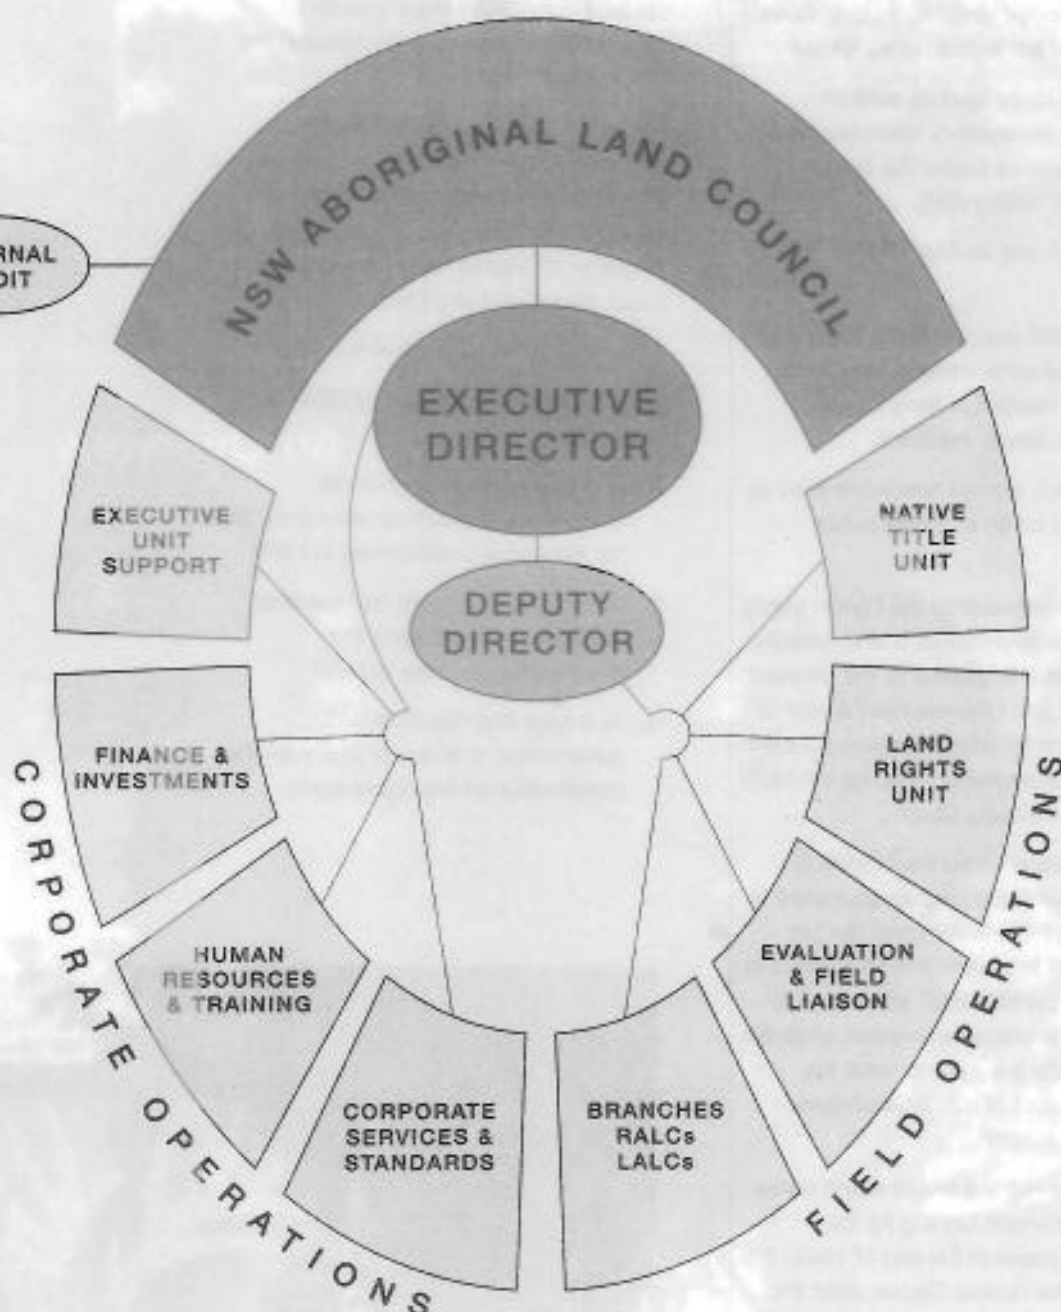 NSW ABORIGINAL LAND COUNCIL
RNAL
DIT
EXECUTIVE
DIRECTOR
DEPUTY
DIRECTOR
EXECUTIVE
UNIT
SUPPORT
NATIVE
TITLE
UNIT
FINANCE &
INVESTMENTS
LAND
RIGHTS
UNIT
HUMAN
RESOURCES
& TRAINING
EVALUATION
& FIELD
LIAISON
CORPORATE
SERVICES &
STANDARDS
BRANCHES
RALCs
LALCs
CORPORATE OPERATIONS
FIELD OPERATIONS